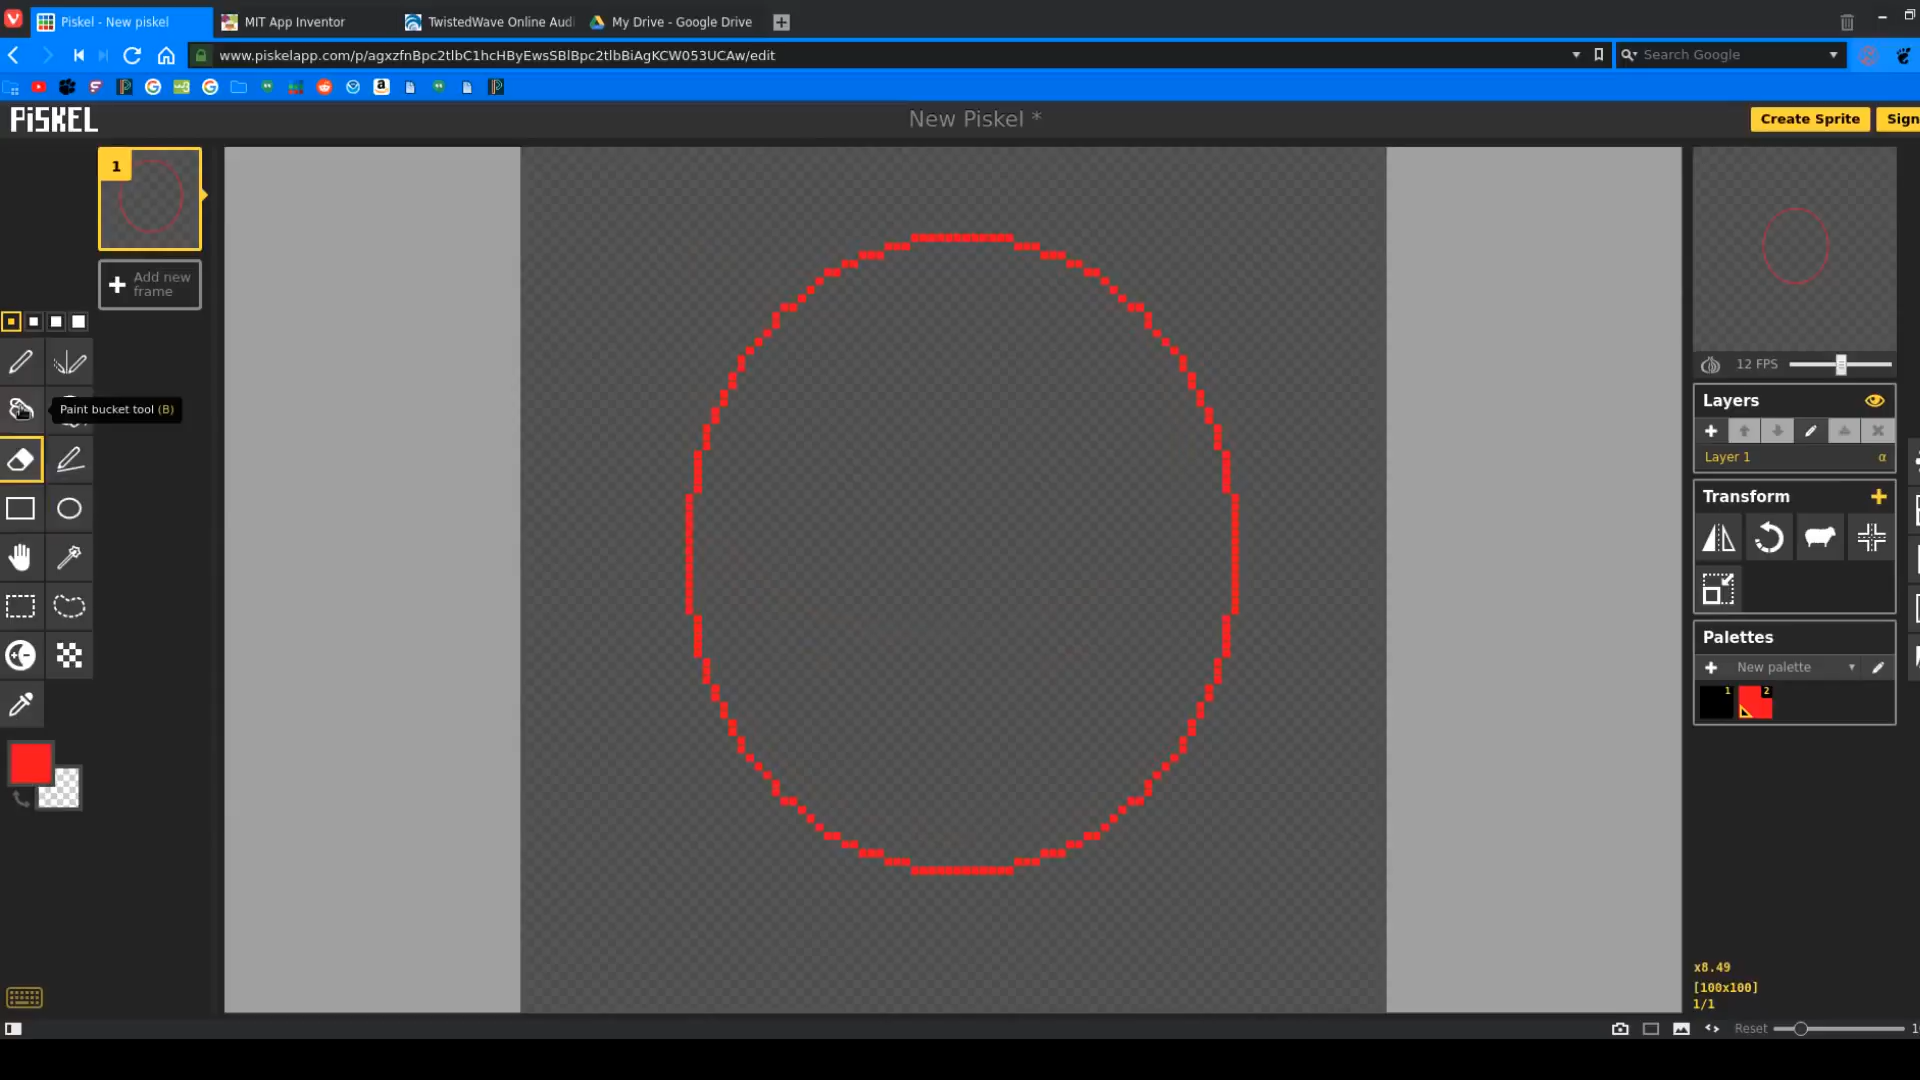 Piskel - New piskel
MIT App Inventor
TwistedWave Online Audi
My Drive - Google Drive
www.piskelapp.com/p/agxzfnBpc2tlbC1hcHByEwsSBlBpc2tlbBiAgKCW053UCAw/edit
Search Google
PiSKEL
New Piskel *
Create Sprite
Sign
1
Add new
frame
Paint bucket tool (B)
12 FPS
Layers
Layer 1
α
Transform
Palettes
New palette
1
2
x8.49
[100x100]
1/1
Reset